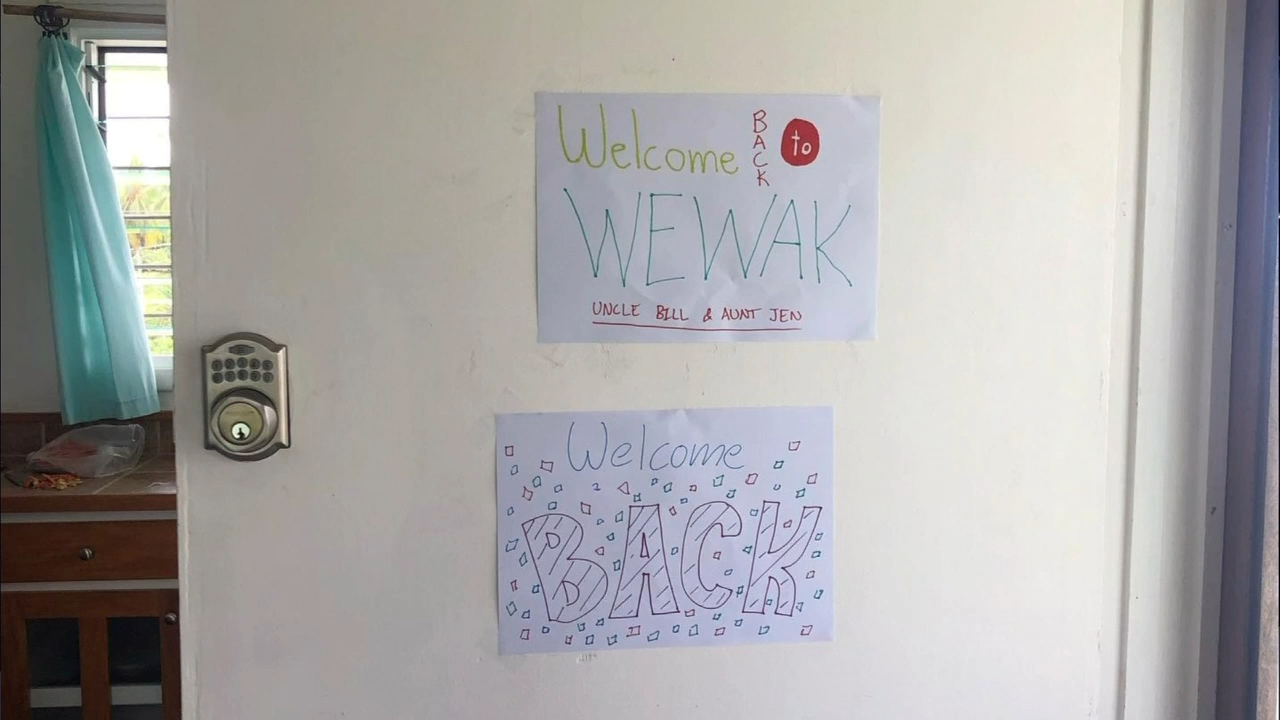 Welcome BACK to
WEWAK
UNCLE BILL & AUNT JEN
Welcome
BACK